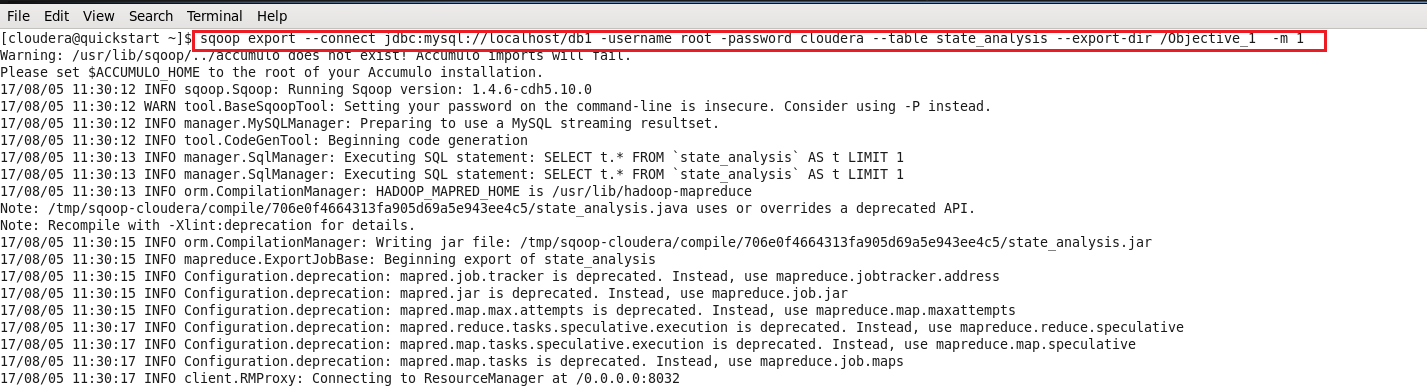 File Edit View Search Terminal Help
[cloudera@quickstart ~]$ sqoop export --connect jdbc:mysql://localhost/db1 -username root -password cloudera --table state_analysis --export-dir /Objective_1 -m 1
Warning: /usr/lib/sqoop/../accumulo does not exist! Accumulo imports will fail.
Please set $ACCUMULO_HOME to the root of your Accumulo installation.
17/08/05 11:30:12 INFO sqoop.Sqoop: Running Sqoop version: 1.4.6-cdh5.10.0
17/08/05 11:30:12 WARN tool.BaseSqoopTool: Setting your password on the command-line is insecure. Consider using -P instead.
17/08/05 11:30:12 INFO manager.MySQLManager: Preparing to use a MySQL streaming resultset.
17/08/05 11:30:12 INFO tool.CodeGenTool: Beginning code generation
17/08/05 11:30:13 INFO manager.SqlManager: Executing SQL statement: SELECT t.* FROM `state_analysis` AS t LIMIT 1
17/08/05 11:30:13 INFO manager.SqlManager: Executing SQL statement: SELECT t.* FROM `state_analysis` AS t LIMIT 1
17/08/05 11:30:13 INFO orm.CompilationManager: HADOOP_MAPRED_HOME is /usr/lib/hadoop-mapreduce
Note: /tmp/sqoop-cloudera/compile/706e0f4664313fa905d69a5e943ee4c5/state_analysis.java uses or overrides a deprecated API.
Note: Recompile with -Xlint:deprecation for details.
17/08/05 11:30:15 INFO orm.CompilationManager: Writing jar file: /tmp/sqoop-cloudera/compile/706e0f4664313fa905d69a5e943ee4c5/state_analysis.jar
17/08/05 11:30:15 INFO mapreduce.ExportJobBase: Beginning export of state_analysis
17/08/05 11:30:15 INFO Configuration.deprecation: mapred.job.tracker is deprecated. Instead, use mapreduce.jobtracker.address
17/08/05 11:30:15 INFO Configuration.deprecation: mapred.jar is deprecated. Instead, use mapreduce.job.jar
17/08/05 11:30:15 INFO Configuration.deprecation: mapred.map.max.attempts is deprecated. Instead, use mapreduce.map.maxattempts
17/08/05 11:30:17 INFO Configuration.deprecation: mapred.reduce.tasks.speculative.execution is deprecated. Instead, use mapreduce.reduce.speculative
17/08/05 11:30:17 INFO Configuration.deprecation: mapred.map.tasks.speculative.execution is deprecated. Instead, use mapreduce.map.speculative
17/08/05 11:30:17 INFO Configuration.deprecation: mapred.map.tasks is deprecated. Instead, use mapreduce.job.maps
17/08/05 11:30:17 INFO client.RMProxy: Connecting to ResourceManager at /0.0.0.0:8032